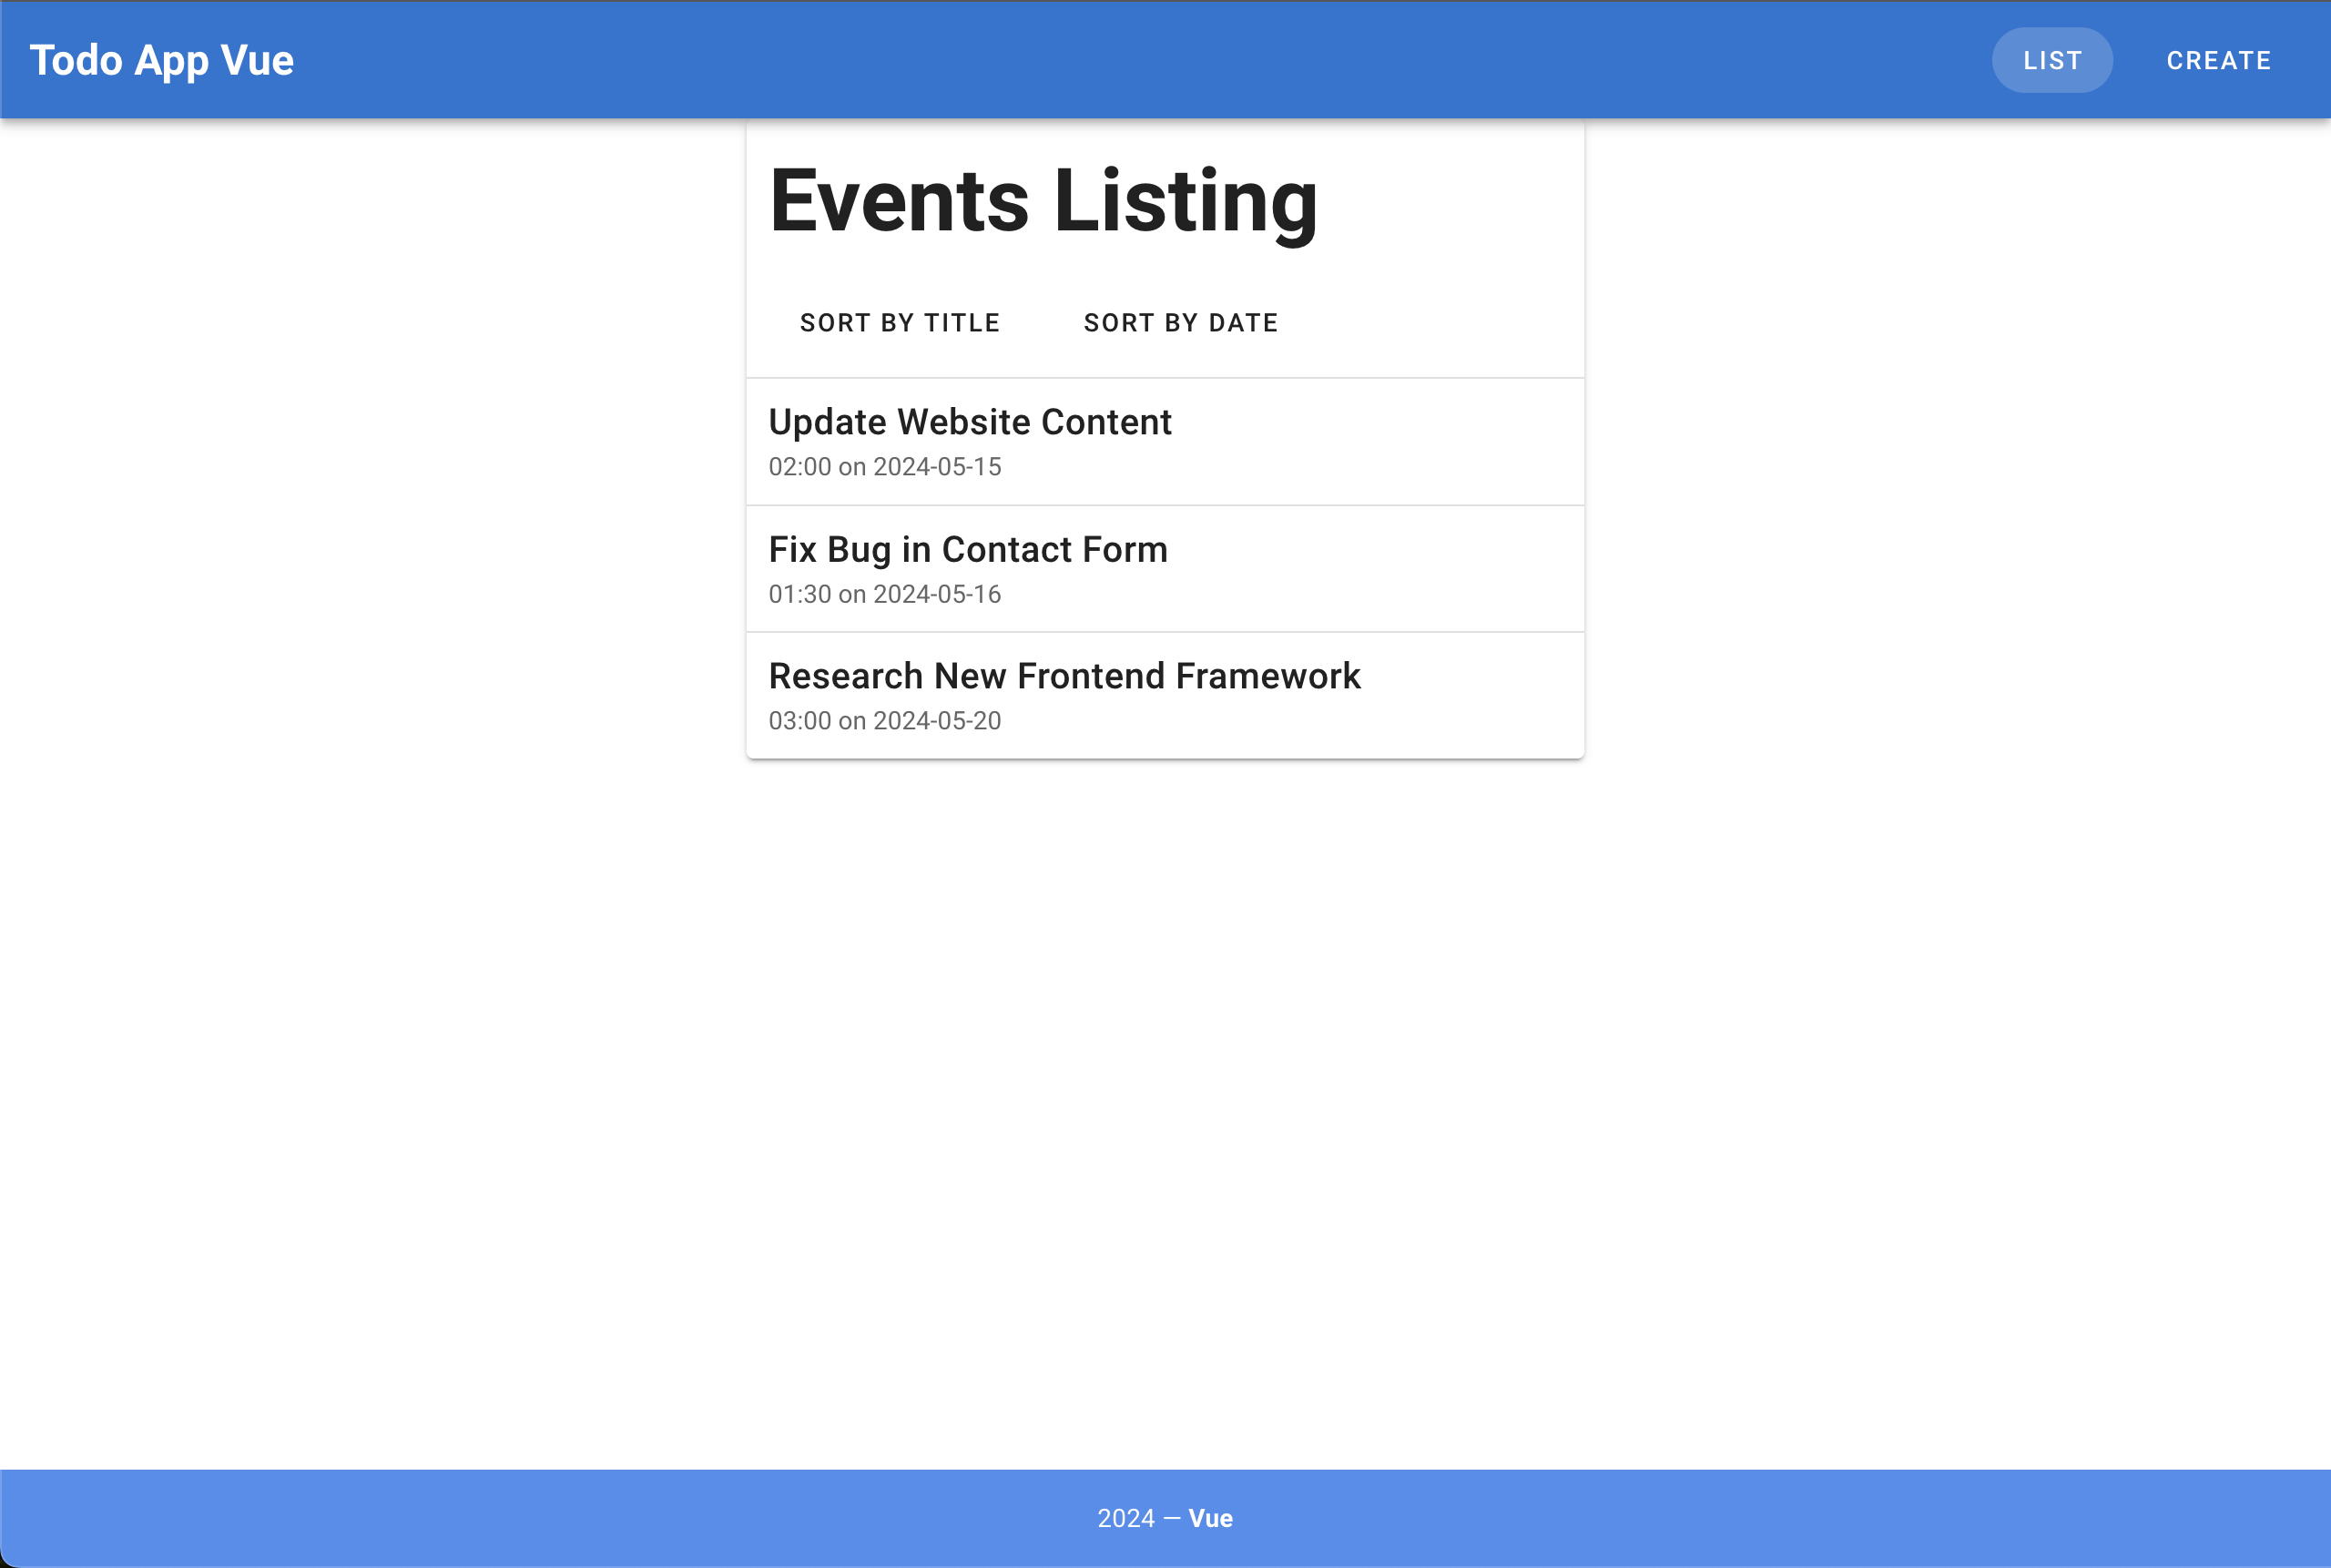 Todo App Vue
LIST CREATE
Events Listing
SORT BY TITLE SORT BY DATE
Update Website Content
02:00 on 2024-05-15
Fix Bug in Contact Form
01:30 on 2024-05-16
Research New Frontend Framework
03:00 on 2024-05-20
2024 — Vue